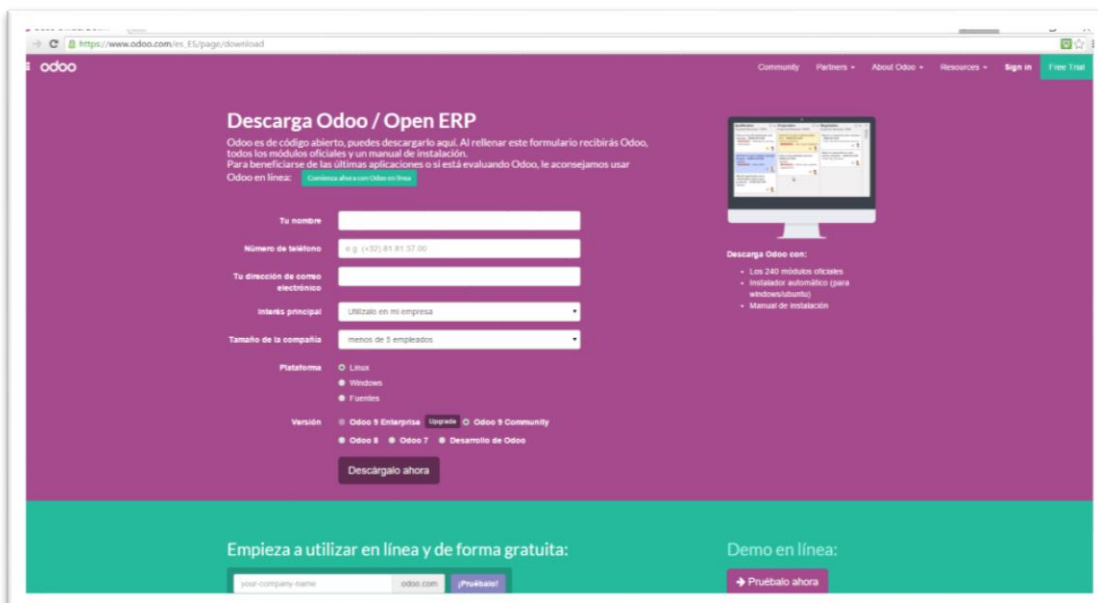 https://www.odoo.com/es_ES/page/download
odoo
Community Partners About Odoo Resources Sign in Free Trial
Descarga Odoo / Open ERP
Odoo es de código abierto, puedes descargarlo aquí. Al rellenar este formulario recibirás Odoo,
todos los módulos oficiales y un manual de instalación.
Para beneficiarse de las últimas aplicaciones o si está evaluando Odoo, le aconsejamos usar
Odoo en línea: Comienza ahora con Odoo en línea
Tu nombre
Número de teléfono e.g. (+32) 81 81 37 00
Tu dirección de correo
electrónico
Interés principal Utilízalo en mi empresa
Tamaño de la compañía menos de 5 empleados
Plataforma Linux
Windows
Fuentes
Versión Odoo 9 Enterprise Upgrade Odoo 9 Community
Odoo 8 Odoo 7 Desarrollo de Odoo
Descárgalo ahora
Descarga Odoo con:
Los 240 módulos oficiales
Instalador automático (para
windows/ubuntu)
Manual de instalación
Empieza a utilizar en línea y de forma gratuita:
your-company-name .odoo.com ¡Pruébalo!
Demo en línea:
Pruébalo ahora